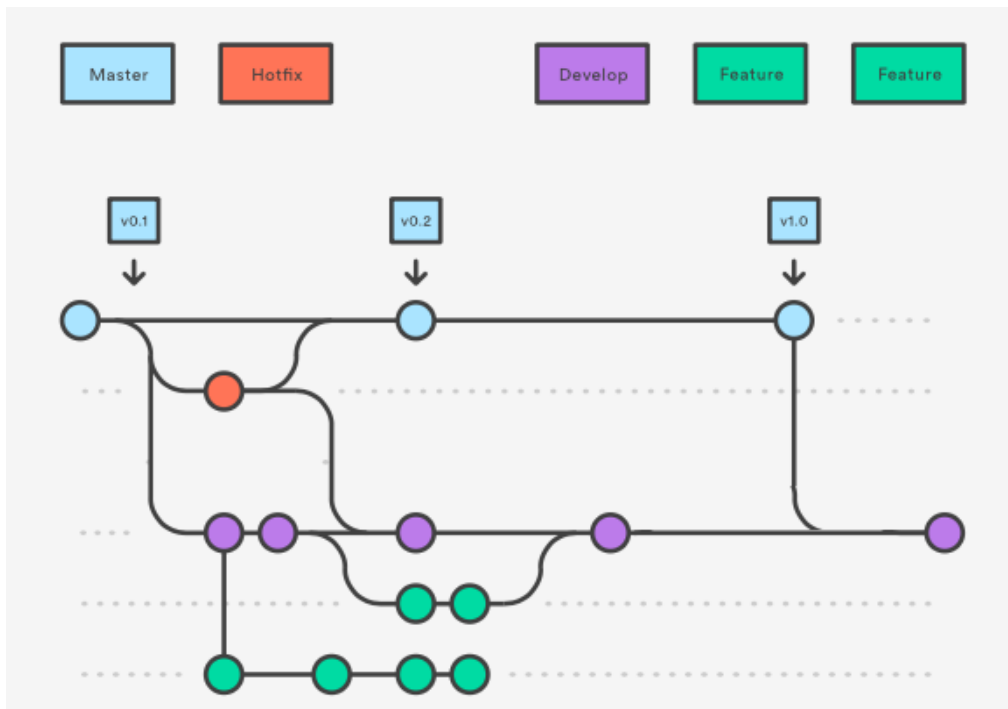 Master
Hotfix
Develop
Feature
Feature
v0.1
v0.2
v1.0